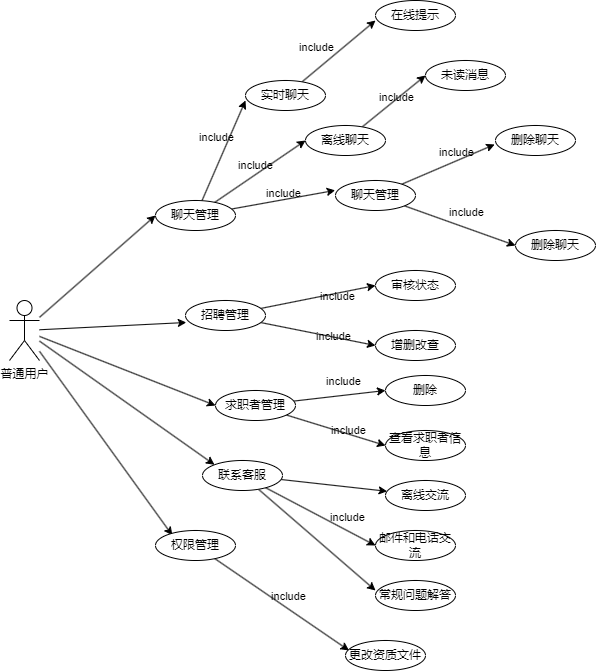 在线提示
include
未读消息
实时聊天
include
include
离线聊天
删除聊天
include
include
include
聊天管理
聊天管理
include
删除聊天
审核状态
include
招聘管理
include
增删改查
普通用户
include
删除
求职者管理
include
查看求职者信
息
联系客服
离线交流
include
邮件和电话交
流
权限管理
include
常规问题解答
更改资质文件